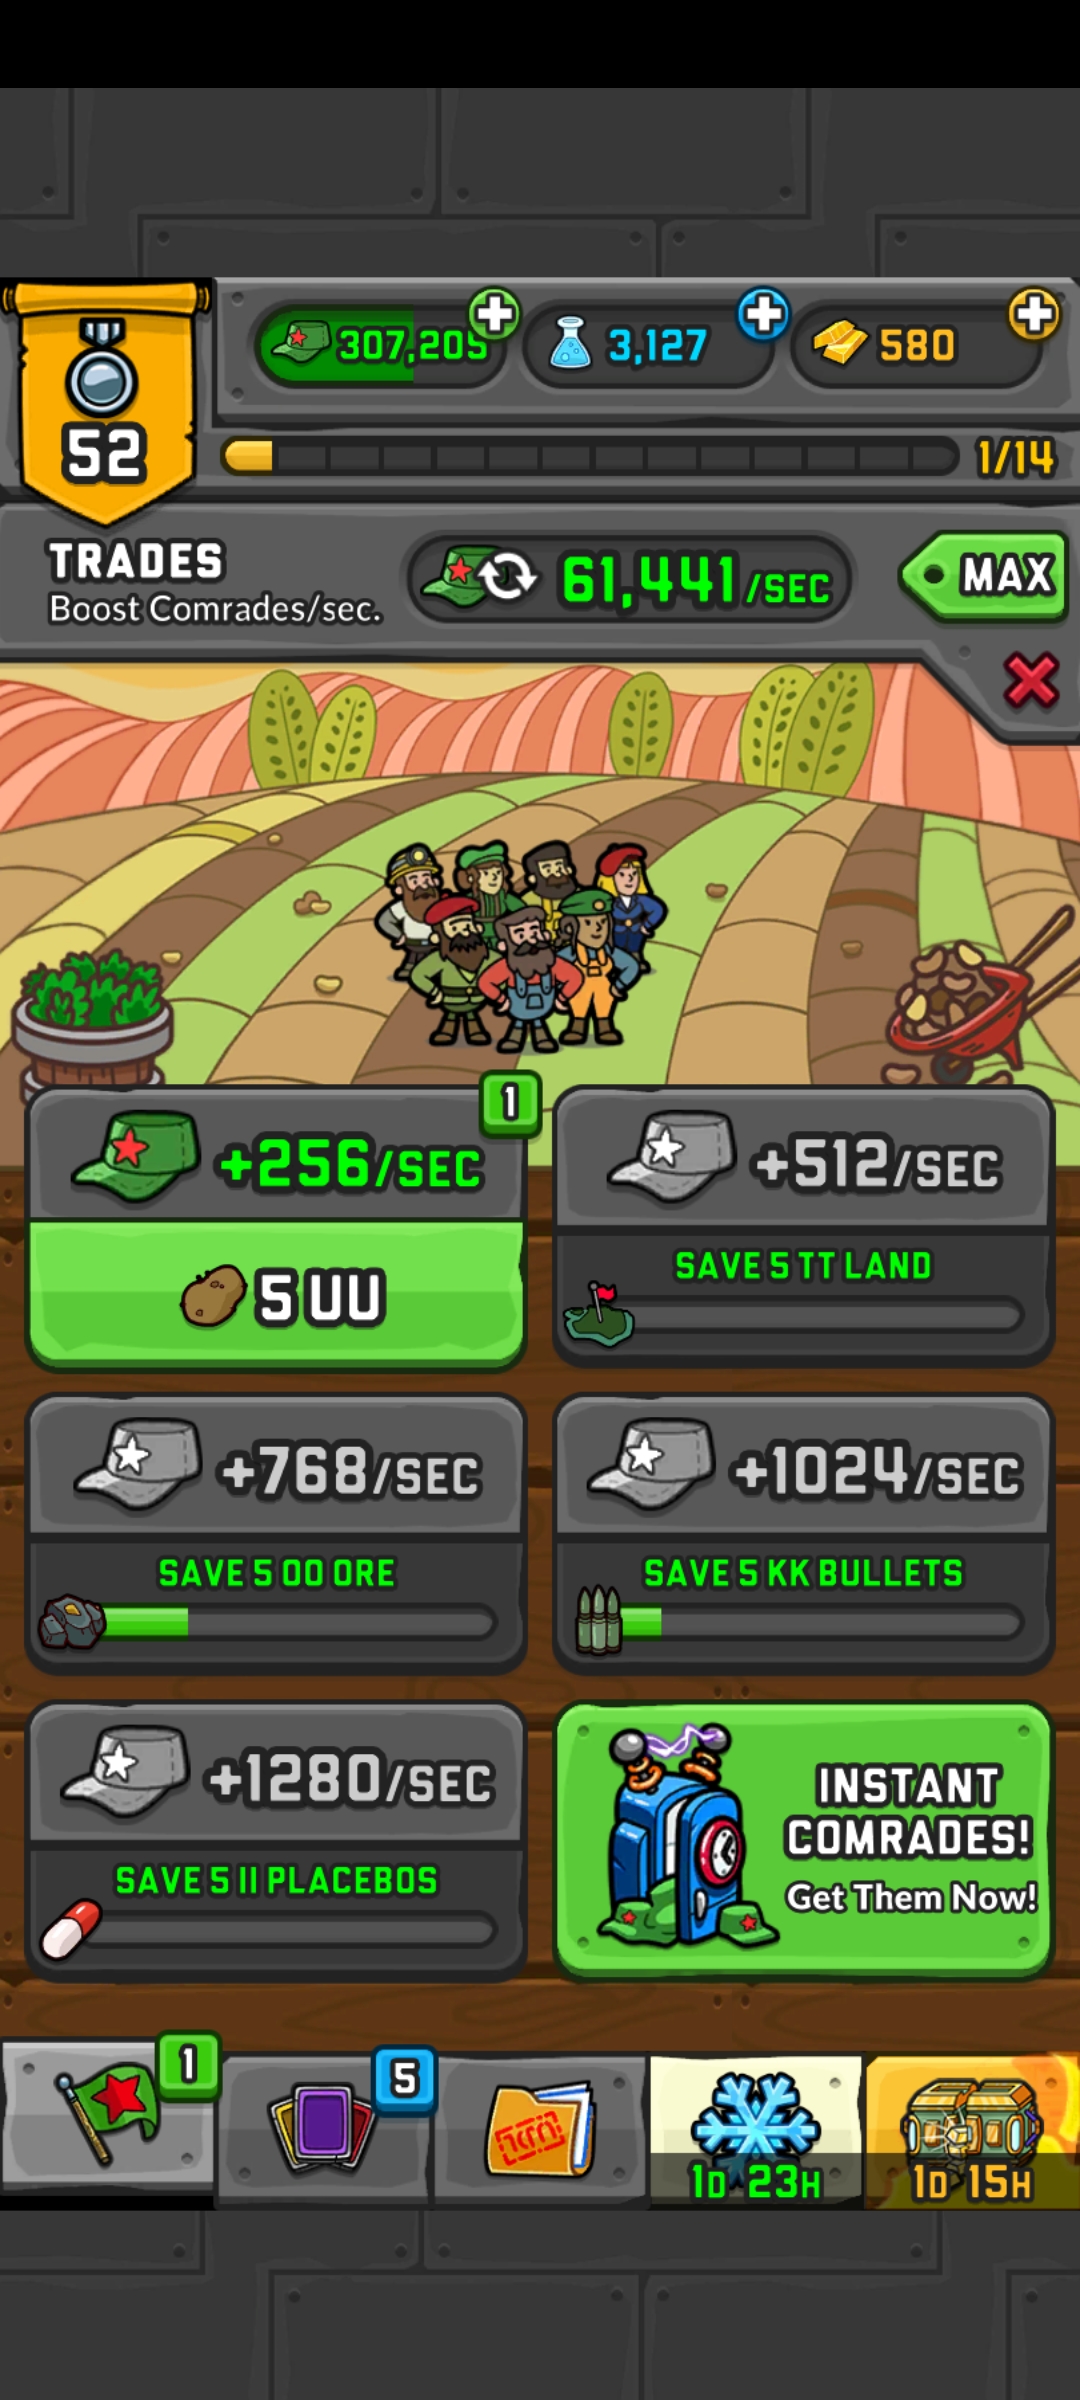 307,205
3,127
580
52
1/14
TRADES
Boost Comrades/sec.
61,441/SEC
MAX
1
+256/SEC
5 UU
+512/SEC
SAVE 5 TT LAND
+768/SEC
SAVE 5 OO ORE
+1024/SEC
SAVE 5 KK BULLETS
+1280/SEC
SAVE 5 II PLACEBOS
INSTANT
COMRADES!
Get Them Now!
1
5
1D 23H
1D 15H